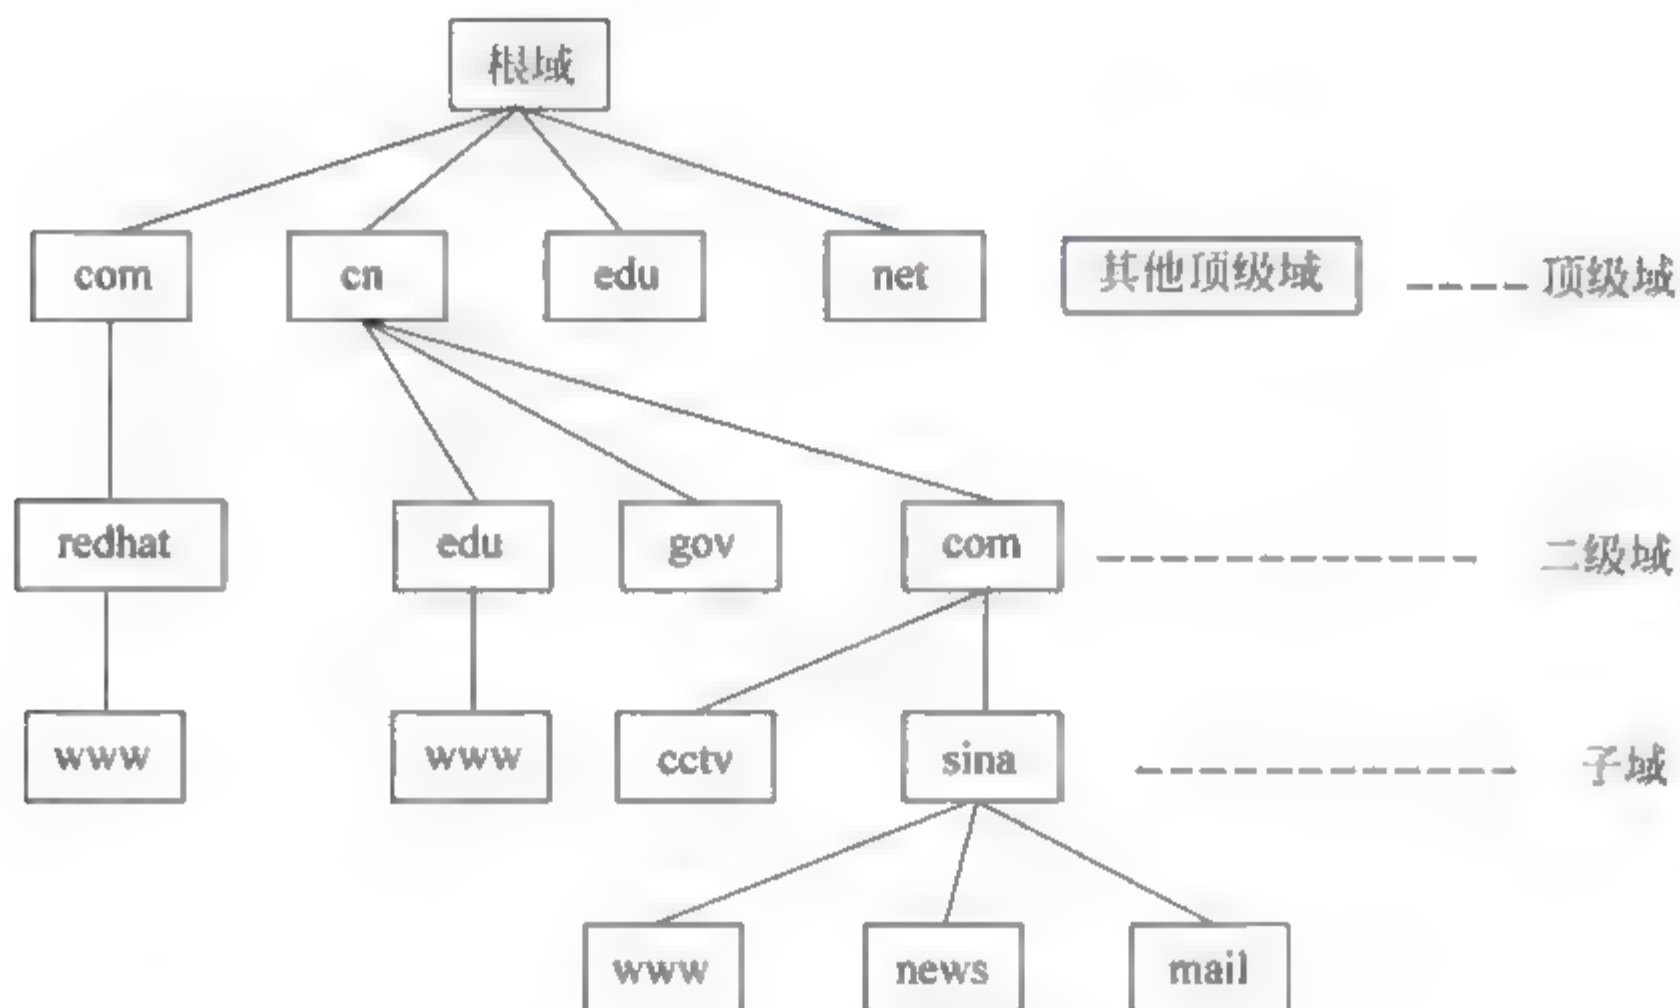 根域
com
cn
edu
net
其他顶级域
顶级域
redhat
edu
gov
com
二级域
www
www
cctv
sina
子域
www
news
mail